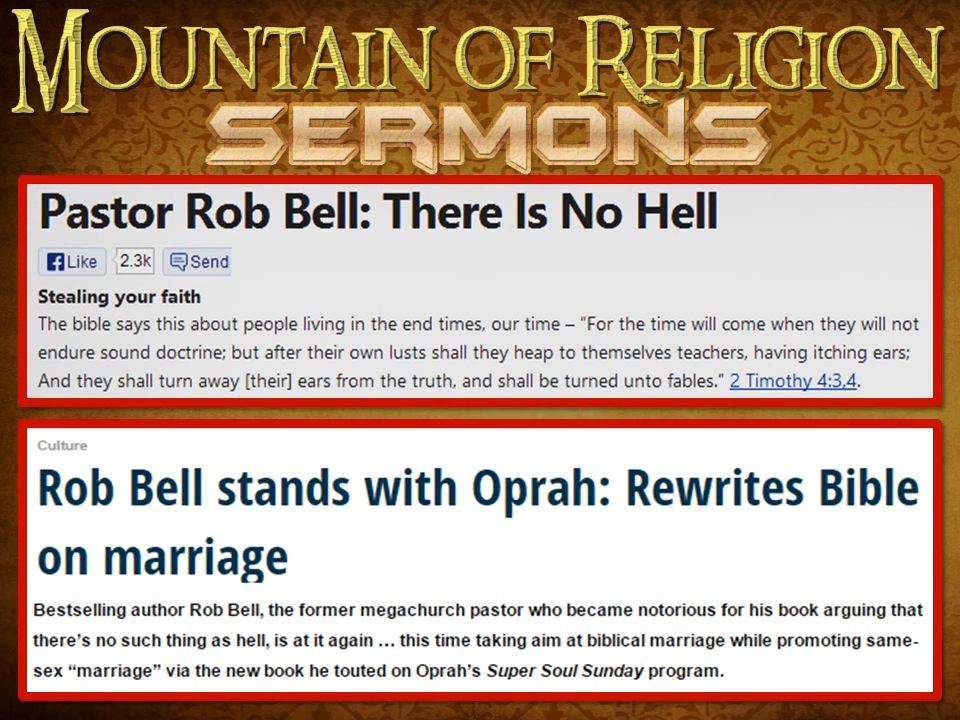 MOUNTAIN OF RELIGION
SERMONS
Pastor Rob Bell: There Is No Hell
Like 2.3k Send
Stealing your faith
The bible says this about people living in the end times, our time – “For the time will come when they will not
endure sound doctrine; but after their own lusts shall they heap to themselves teachers, having itching ears;
And they shall turn away [their] ears from the truth, and shall be turned unto fables.” 2 Timothy 4:3,4.
Culture
Rob Bell stands with Oprah: Rewrites Bible
on marriage
Bestselling author Rob Bell, the former megachurch pastor who became notorious for his book arguing that
there’s no such thing as hell, is at it again … this time taking aim at biblical marriage while promoting same-
sex “marriage” via the new book he touted on Oprah’s Super Soul Sunday program.